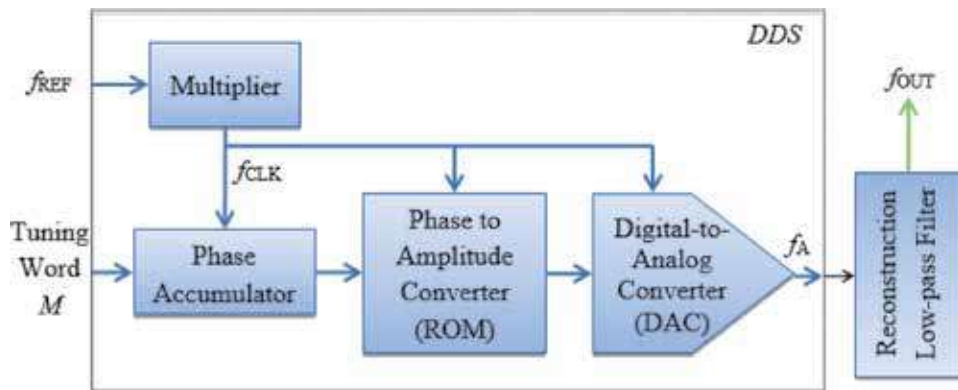 DDS
fREF
Multiplier
fOUT
fCLK
Tuning
Word
M
Phase
Accumulator
Phase to
Amplitude
Converter
(ROM)
Digital-to-
Analog
Converter
(DAC)
fA
Reconstruction
Low-pass Filter